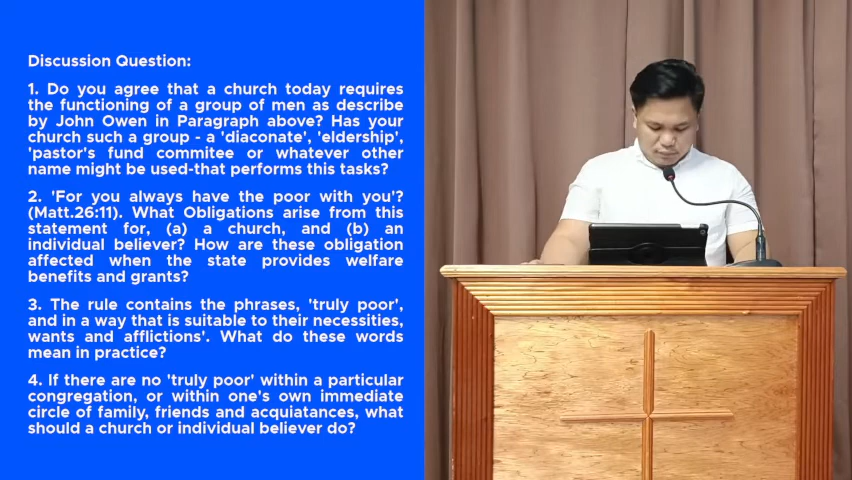 Discussion Question:
1. Do you agree that a church today requires
the functioning of a group of men as describe
by John Owen in Paragraph above? Has your
church such a group - a 'diaconate', 'eldership',
'pastor's fund commitee or whatever other
name might be used-that performs this tasks?
2. 'For you always have the poor with you'?
(Matt.26:11). What Obligations arise from this
statement for, (a) a church, and (b) an
individual believer? How are these obligation
affected when the state provides welfare
benefits and grants?
3. The rule contains the phrases, 'truly poor',
and in a way that is suitable to their necessities,
wants and afflictions'. What do these words
mean in practice?
4. If there are no 'truly poor' within a particular
congregation, or within one's own immediate
circle of family, friends and acquiatances, what
should a church or individual believer do?